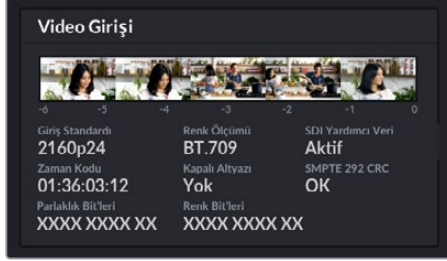 Video Girişi
-6 -5 -4 -3 -2 -1 0
Giriş Standardı Renk Ölçümü SDI Yardımcı Veri
2160p24 BT.709 Aktif
Zaman Kodu Kapalı Altyazı SMPTE 292 CRC
01:36:03:12 Yok OK
Parlaklık Bit'leri Renk Bit'leri
XXXX XXXX XX XXXX XXXX XX